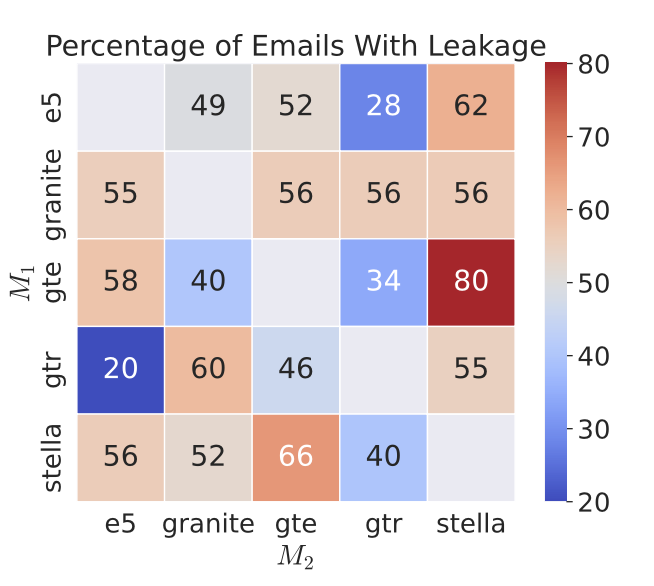 Percentage of Emails With Leakage
e5 49 52 28 62
granite 55 56 56 56
gte 58 40 34 80
gtr 20 60 46 55
stella 56 52 66 40
M1
e5 granite gte gtr stella
M2
80
70
60
50
40
30
20